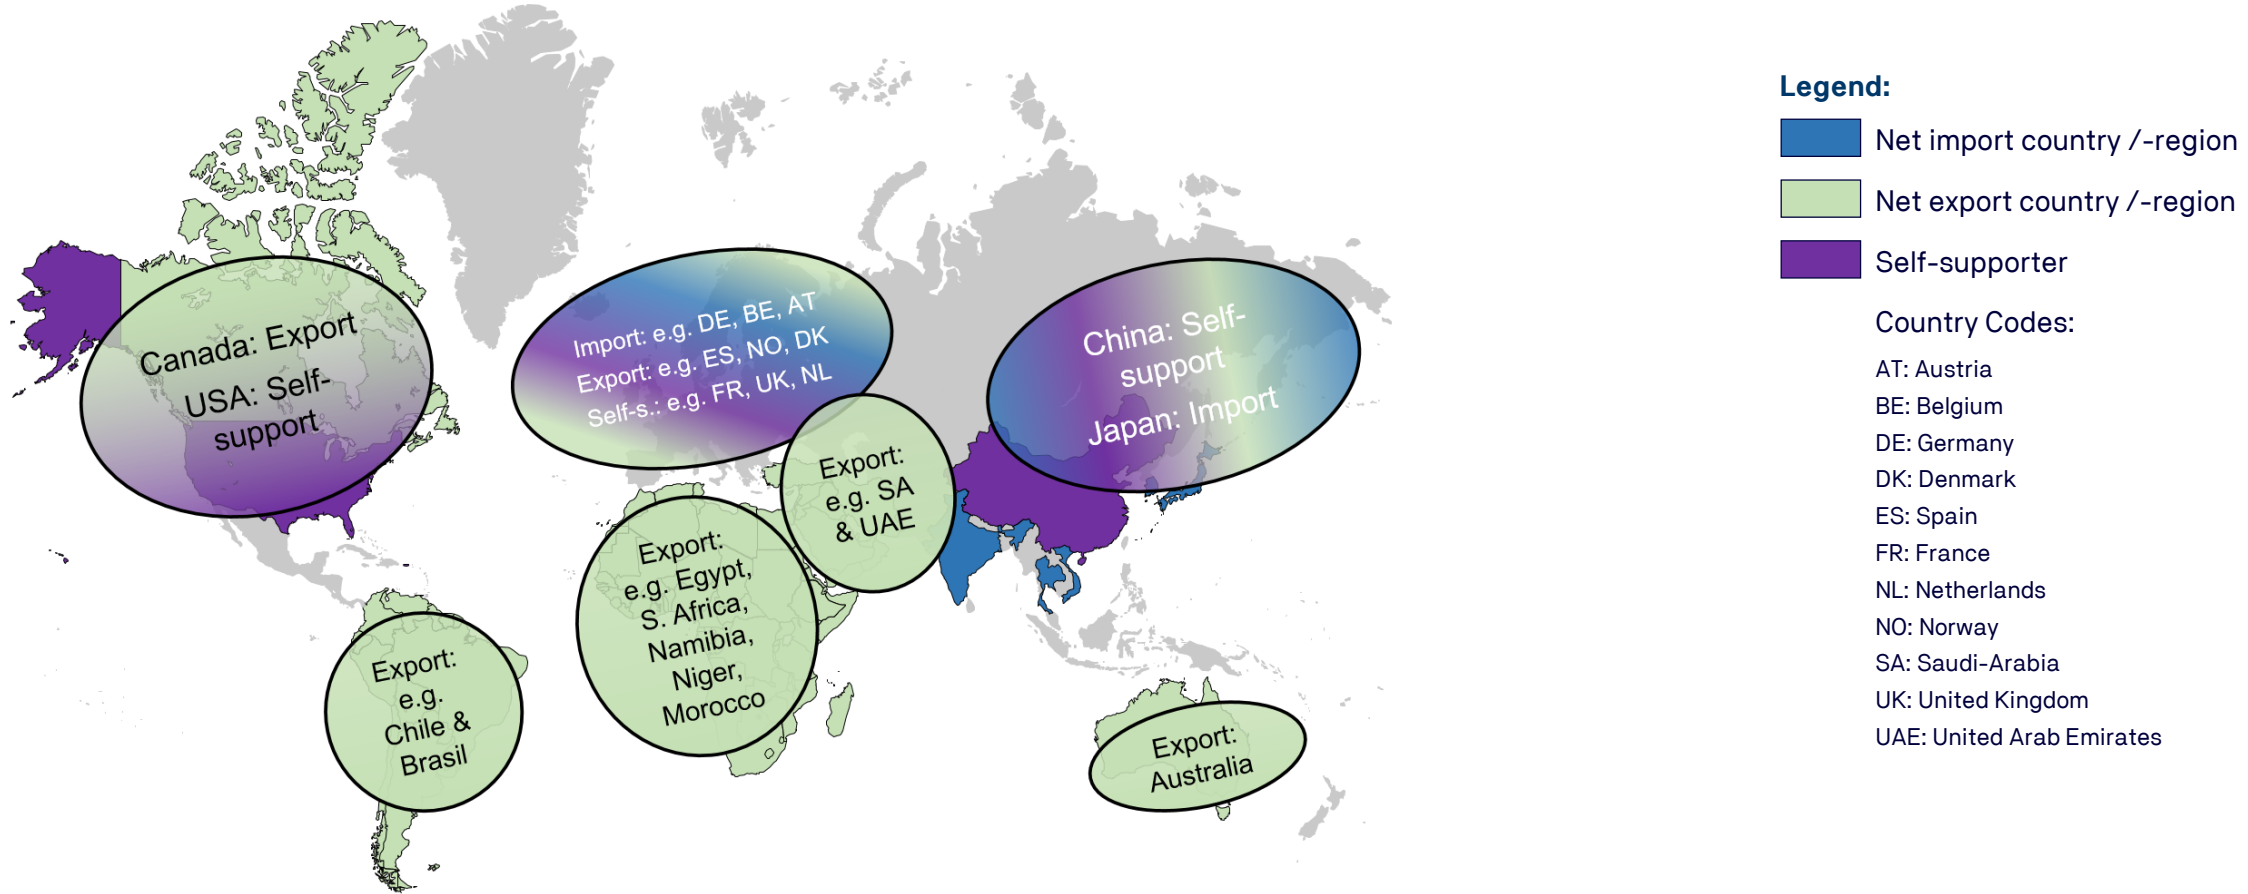 Canada: Export
USA: Self-
support
Import: e.g. DE, BE, AT
Export: e.g. ES, NO, DK
Self-s.: e.g. FR, UK, NL
China: Self-
support
Japan: Import
Export:
e.g. SA
& UAE
Export:
e.g. Egypt,
S. Africa,
Namibia,
Niger,
Morocco
Export:
e.g.
Chile &
Brasil
Export:
Australia
Legend:
Net import country /-region
Net export country /-region
Self-supporter
Country Codes:
AT: Austria
BE: Belgium
DE: Germany
DK: Denmark
ES: Spain
FR: France
NL: Netherlands
NO: Norway
SA: Saudi-Arabia
UK: United Kingdom
UAE: United Arab Emirates